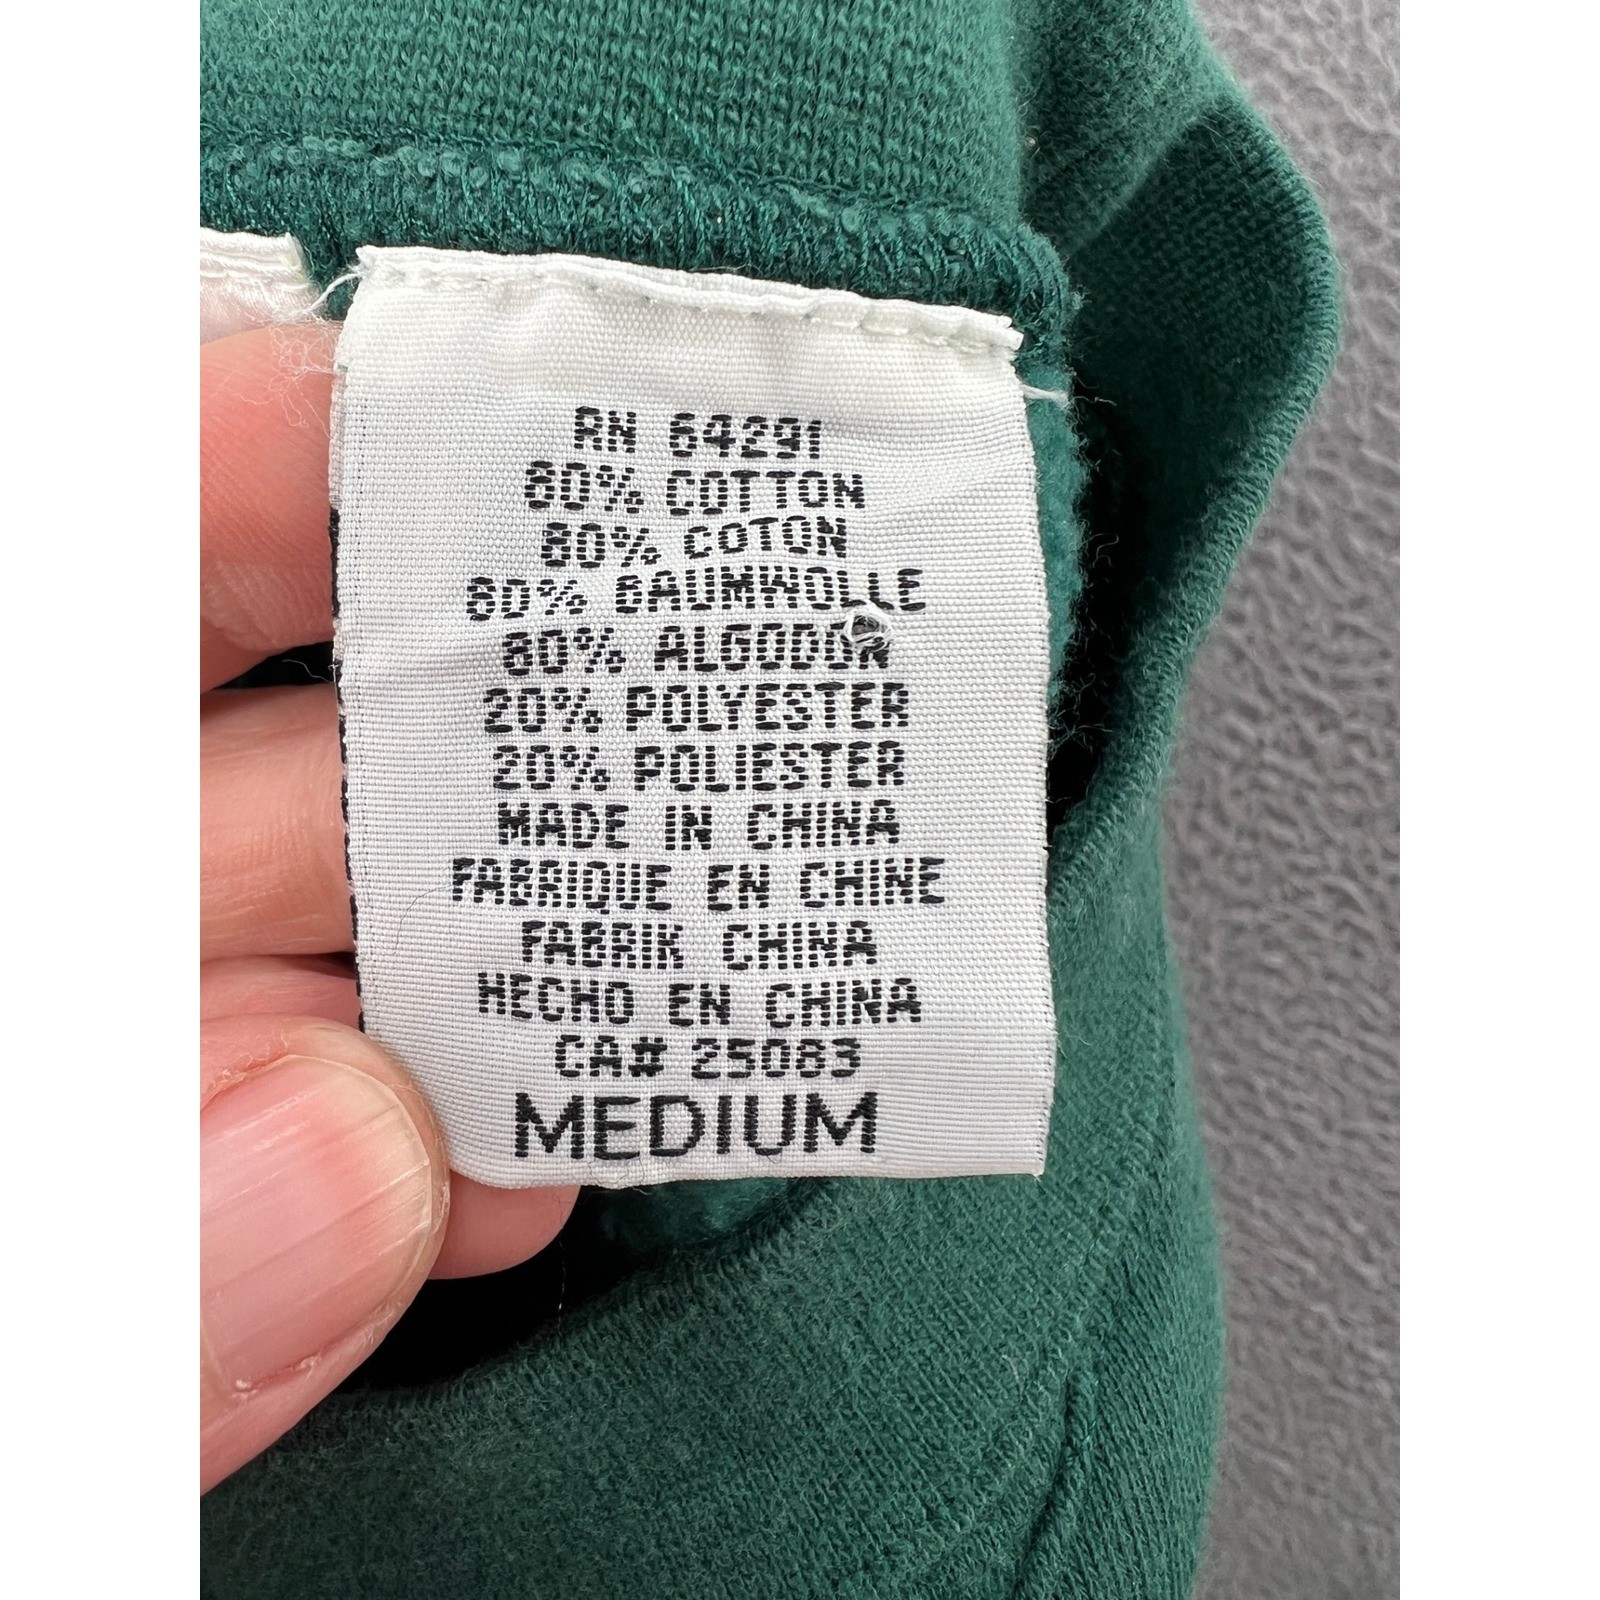 RN 64291
80% COTTON
80% COTON
80% BAUMWOLLE
80% ALGODON
20% POLYESTER
20% POLIESTER
MADE IN CHINA
FABRIQUE EN CHINE
FABRIK CHINA
HECHO EN CHINA
CA# 25083
MEDIUM